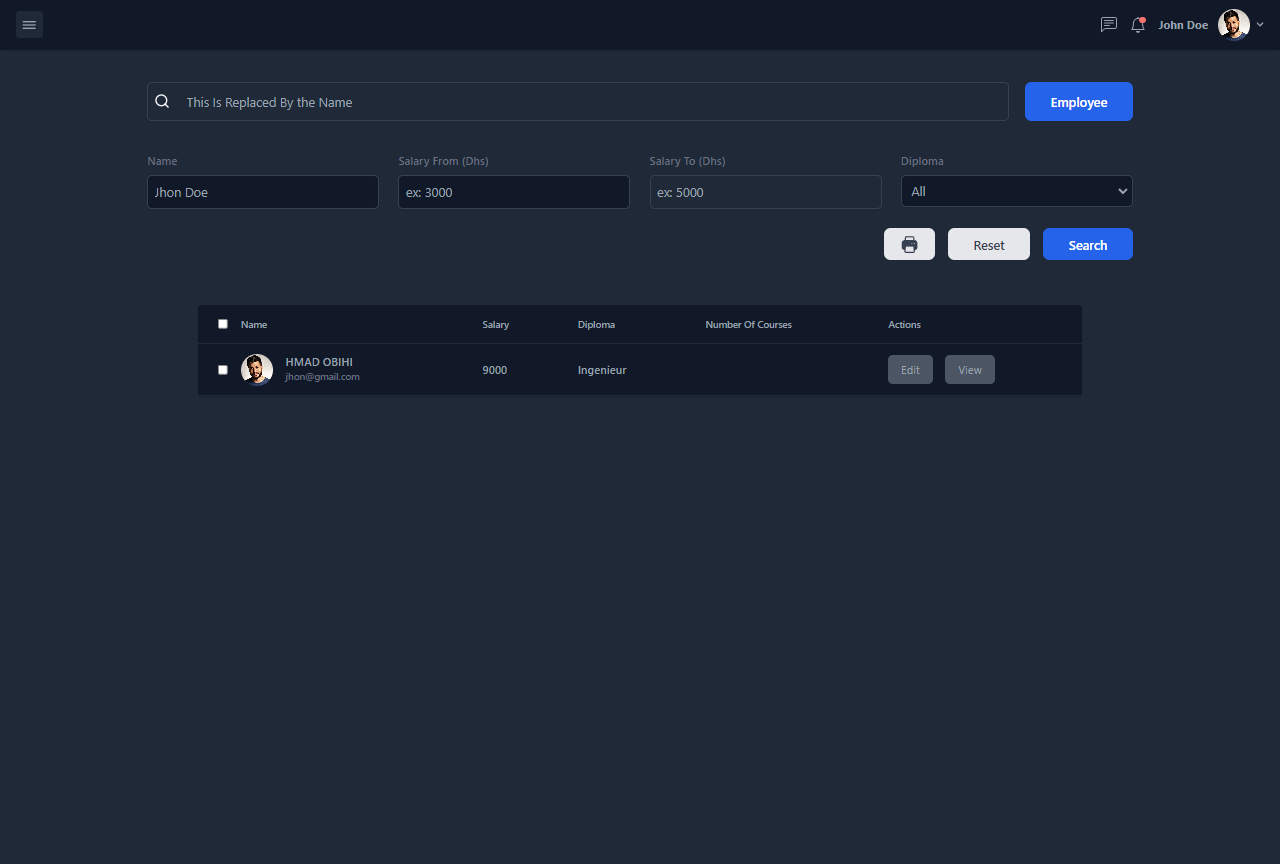 John Doe
This Is Replaced By the Name
Employee
Name Salary From (Dhs) Salary To (Dhs) Diploma
Jhon Doe ex: 3000 ex: 5000 All
Reset Search
Name Salary Diploma Number Of Courses Actions
HMAD OBIHI
jhon@gmail.com
9000 Ingenieur Edit View